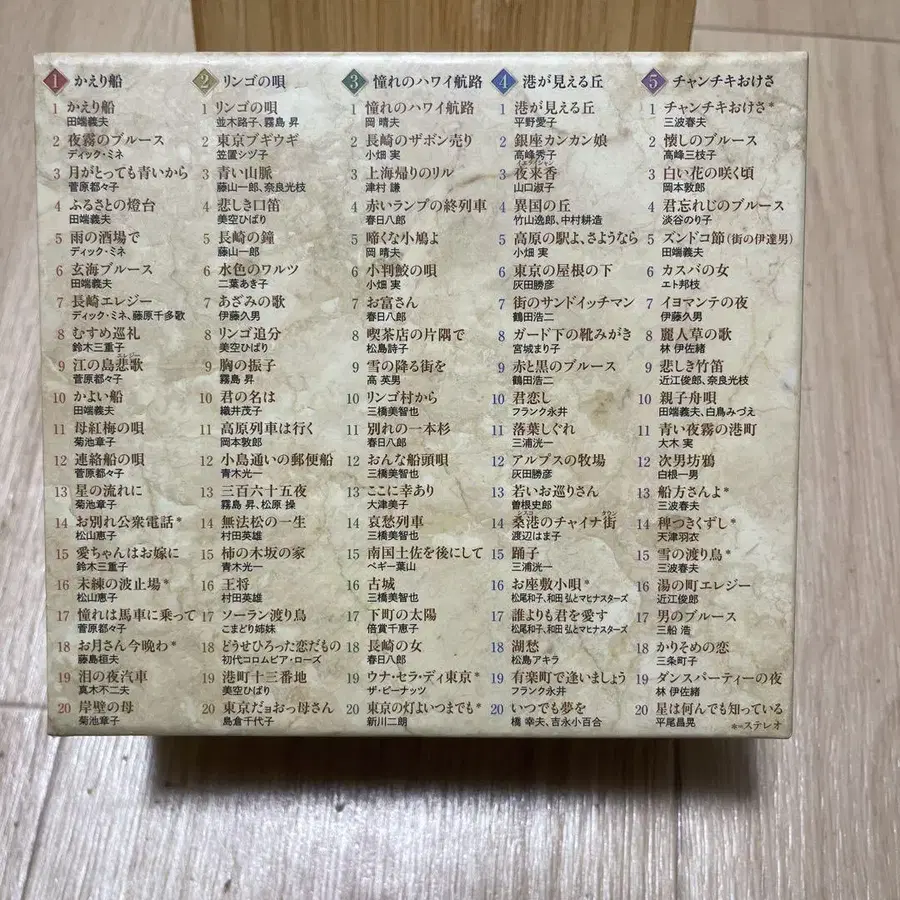 1 かえり船
1 かえり船
田端義夫
2 夜霧のブルース
ディック・ミネ
3 月がとっても青いから
菅原都々子
4 ふるさとの燈台
田端義夫
5 雨の酒場で
ディック・ミネ
6 玄海ブルース
田端義夫
7 長崎エレジー
ディック・ミネ、藤原千多歌
8 むすめ巡礼
鈴木三重子
エレジー
9 江の島悲歌
菅原都々子
10 かよい船
田端義夫
11 母紅梅の唄
菊池章子
12 連絡船の唄
菅原都々子
13 星の流れに
菊池章子
14 お別れ公衆電話*
松山恵子
15 愛ちゃんはお嫁に
鈴木三重子
16 未練の波止場*
松山恵子
17 憧れは馬車に乗って
菅原都々子
18 お月さん今晩わ*
藤島桓夫
19 泪の夜汽車
真木不二夫
20 岸壁の母
菊池章子
2 リンゴの唄
1 リンゴの唄
並木路子、霧島 昇
2 東京ブギウギ
笠置シヅ子
3 青い山脈
藤山一郎、奈良光枝
4 悲しき口笛
美空ひばり
5 長崎の鐘
藤山一郎
6 水色のワルツ
二葉あき子
7 あざみの歌
伊藤久男
8 リンゴ追分
美空ひばり
9 胸の振子
霧島 昇
10 君の名は
織井茂子
11 高原列車は行く
岡本敦郎
12 小島通いの郵便船
青木光一
13 三百六十五夜
霧島 昇、松原 操
14 無法松の一生
村田英雄
15 柿の木坂の家
青木光一
16 王将
村田英雄
17 ソーラン渡り鳥
こまどり姉妹
18 どうせひろった恋だもの
初代コロムビア・ローズ
19 港町十三番地
美空ひばり
20 東京だョおっ母さん
島倉千代子
3 憧れのハワイ航路
1 憧れのハワイ航路
岡 晴夫
2 長崎のザボン売り
小畑 実
3 上海帰りのリル
津村 謙
4 赤いランプの終列車
春日八郎
5 啼くな小鳩よ
岡 晴夫
6 小判鮫の唄
小畑 実
7 お富さん
春日八郎
8 喫茶店の片隅で
松島詩子
9 雪の降る街を
高 英男
10 リンゴ村から
三橋美智也
11 別れの一本杉
春日八郎
12 おんな船頭唄
三橋美智也
13 ここに幸あり
大津美子
14 哀愁列車
三橋美智也
15 南国土佐を後にして
ペギー葉山
16 古城
三橋美智也
17 下町の太陽
倍賞千恵子
18 長崎の女
春日八郎
19 ウナ・セラ・ディ東京*
ザ・ピーナッツ
20 東京の灯よいつまでも*
新川二朗
4 港が見える丘
1 港が見える丘
平野愛子
2 銀座カンカン娘
高峰秀子
イエライシャン
3 夜来香
山口淑子
4 異国の丘
竹山逸郎、中村耕造
5 高原の駅よ、さようなら
小畑 実
6 東京の屋根の下
灰田勝彦
7 街のサンドイッチマン
鶴田浩二
8 ガード下の靴みがき
宮城まり子
9 赤と黒のブルース
鶴田浩二
10 君恋し
フランク永井
11 落葉しぐれ
三浦洸一
12 アルプスの牧場
灰田勝彦
13 若いお巡りさん
曽根史郎
シスコ タウン
14 桑港のチャイナ街
渡辺はま子
15 踊子
三浦洸一
16 お座敷小唄*
松尾和子、和田 弘とマヒナスターズ
17 誰よりも君を愛す
松尾和子、和田 弘とマヒナスターズ
18 湖愁
松島アキラ
19 有楽町で逢いましょう
フランク永井
20 いつでも夢を
橋 幸夫、吉永小百合
5 チャンチキおけさ
1 チャンチキおけさ*
三波春夫
2 懐しのブルース
高峰三枝子
3 白い花の咲く頃
岡本敦郎
4 君忘れじのブルース
淡谷のり子
5 ズンドコ節(街の伊達男)
田端義夫
6 カスバの女
エト邦枝
7 イヨマンテの夜
伊藤久男
8 麗人草の歌
林 伊佐緒
9 悲しき竹笛
近江俊郎、奈良光枝
10 親子舟唄
田端義夫、白鳥みづえ
11 青い夜霧の港町
大木 実
12 次男坊鴉
白根一男
13 船方さんよ*
三波春夫
14 稗つきくずし*
天津羽衣
15 雪の渡り鳥*
三波春夫
16 湯の町エレジー
近江俊郎
17 男のブルース
三船 浩
18 かりそめの恋
三条町子
19 ダンスパーティーの夜
林 伊佐緒
20 星は何んでも知っている
平尾昌晃
*=ステレオ